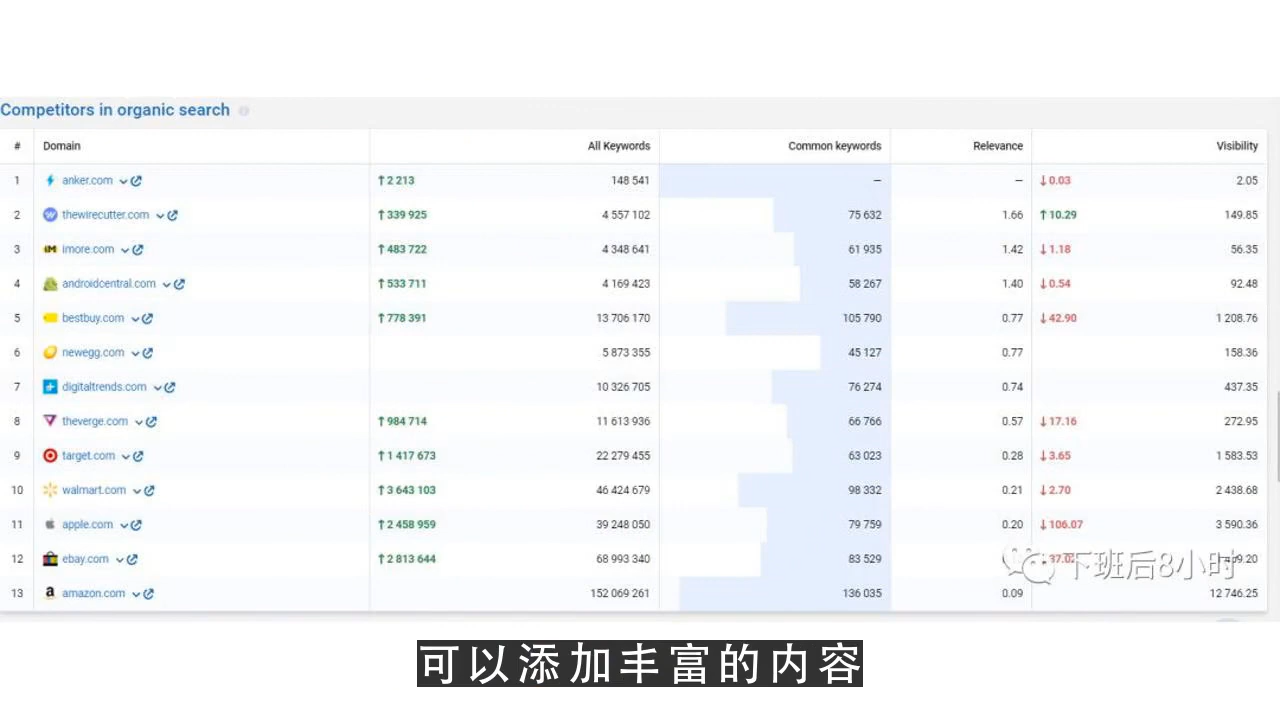 Competitors in organic search
# Domain All Keywords Common keywords Relevance Visibility
1 anker.com ↑2 213 148 541 – – ↓0.03 2.05
2 thewirecutter.com ↑339 925 4 557 102 75 632 1.66 ↑10.29 149.85
3 imore.com ↑483 722 4 348 641 61 935 1.42 ↓1.18 56.35
4 androidcentral.com ↑533 711 4 169 423 58 267 1.40 ↓0.54 92.48
5 bestbuy.com ↑778 391 13 706 170 105 790 0.77 ↓42.90 1 208.76
6 newegg.com 5 873 355 45 127 0.77 158.36
7 digitaltrends.com 10 326 705 76 274 0.74 437.35
8 theverge.com ↑984 714 11 613 936 66 766 0.57 ↓17.16 272.95
9 target.com ↑1 417 673 22 279 455 63 023 0.28 ↓3.65 1 583.53
10 walmart.com ↑3 643 103 46 424 679 98 332 0.21 ↓2.70 2 438.68
11 apple.com ↑2 458 959 39 248 050 79 759 0.20 ↓106.07 3 590.36
12 ebay.com ↑2 813 644 68 993 340 83 529
下班后8小时
13 amazon.com 152 069 261 136 035 0.09 12 746.25
可以添加丰富的内容